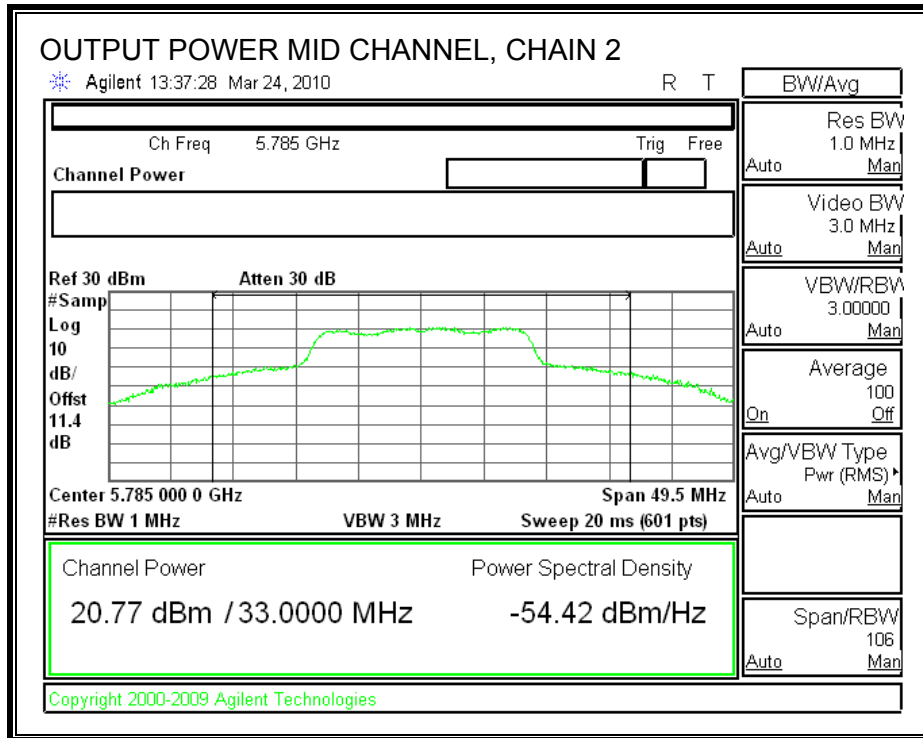 OUTPUT POWER MID CHANNEL, CHAIN 2
Agilent 13:37:28 Mar 24, 2010 R T
Ch Freq 5.785 GHz Trig Free
Channel Power
Ref 30 dBm Atten 30 dB
#Samp
Log
10
dB/
Offst
11.4
dB
Center 5.785 000 0 GHz Span 49.5 MHz
#Res BW 1 MHz VBW 3 MHz Sweep 20 ms (601 pts)
Channel Power Power Spectral Density
20.77 dBm / 33.0000 MHz -54.42 dBm/Hz
Copyright 2000-2009 Agilent Technologies
BW/Avg
Res BW
1.0 MHz
Auto Man
Video BW
3.0 MHz
Auto Man
VBW/RBW
3.00000
Auto Man
Average
100
On Off
Avg/VBW Type
Pwr (RMS)
Auto Man
Span/RBW
106
Auto Man